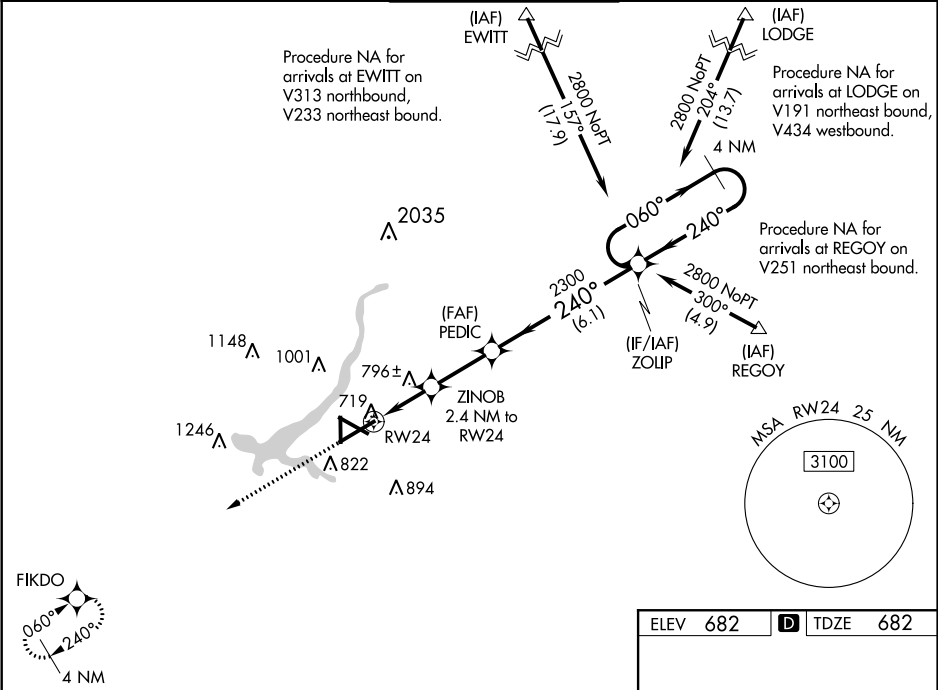 (IAF)
EWITT
(IAF)
LODGE
Procedure NA for
arrivals at EWITT on
V313 northbound,
V233 northeast bound.
2800 NoPT
157°
(17.9)
2800 NoPT
204°
(13.7)
Procedure NA for
arrivals at LODGE on
V191 northeast bound,
V434 westbound.
4 NM
060°
240°
2035
Procedure NA for
arrivals at REGOY on
V251 northeast bound.
2300
240°
(6.1)
2800 NoPT
300°
(4.9)
(FAF)
PEDIC
(IF/IAF)
ZOLIP
(IAF)
REGOY
1148
1001
796±
ZINOB
2.4 NM to
RW24
719
RW24
1246
822
894
MSA RW24 25 NM
3100
FIKDO
060°
240°
4 NM
ELEV 682 D TDZE 682